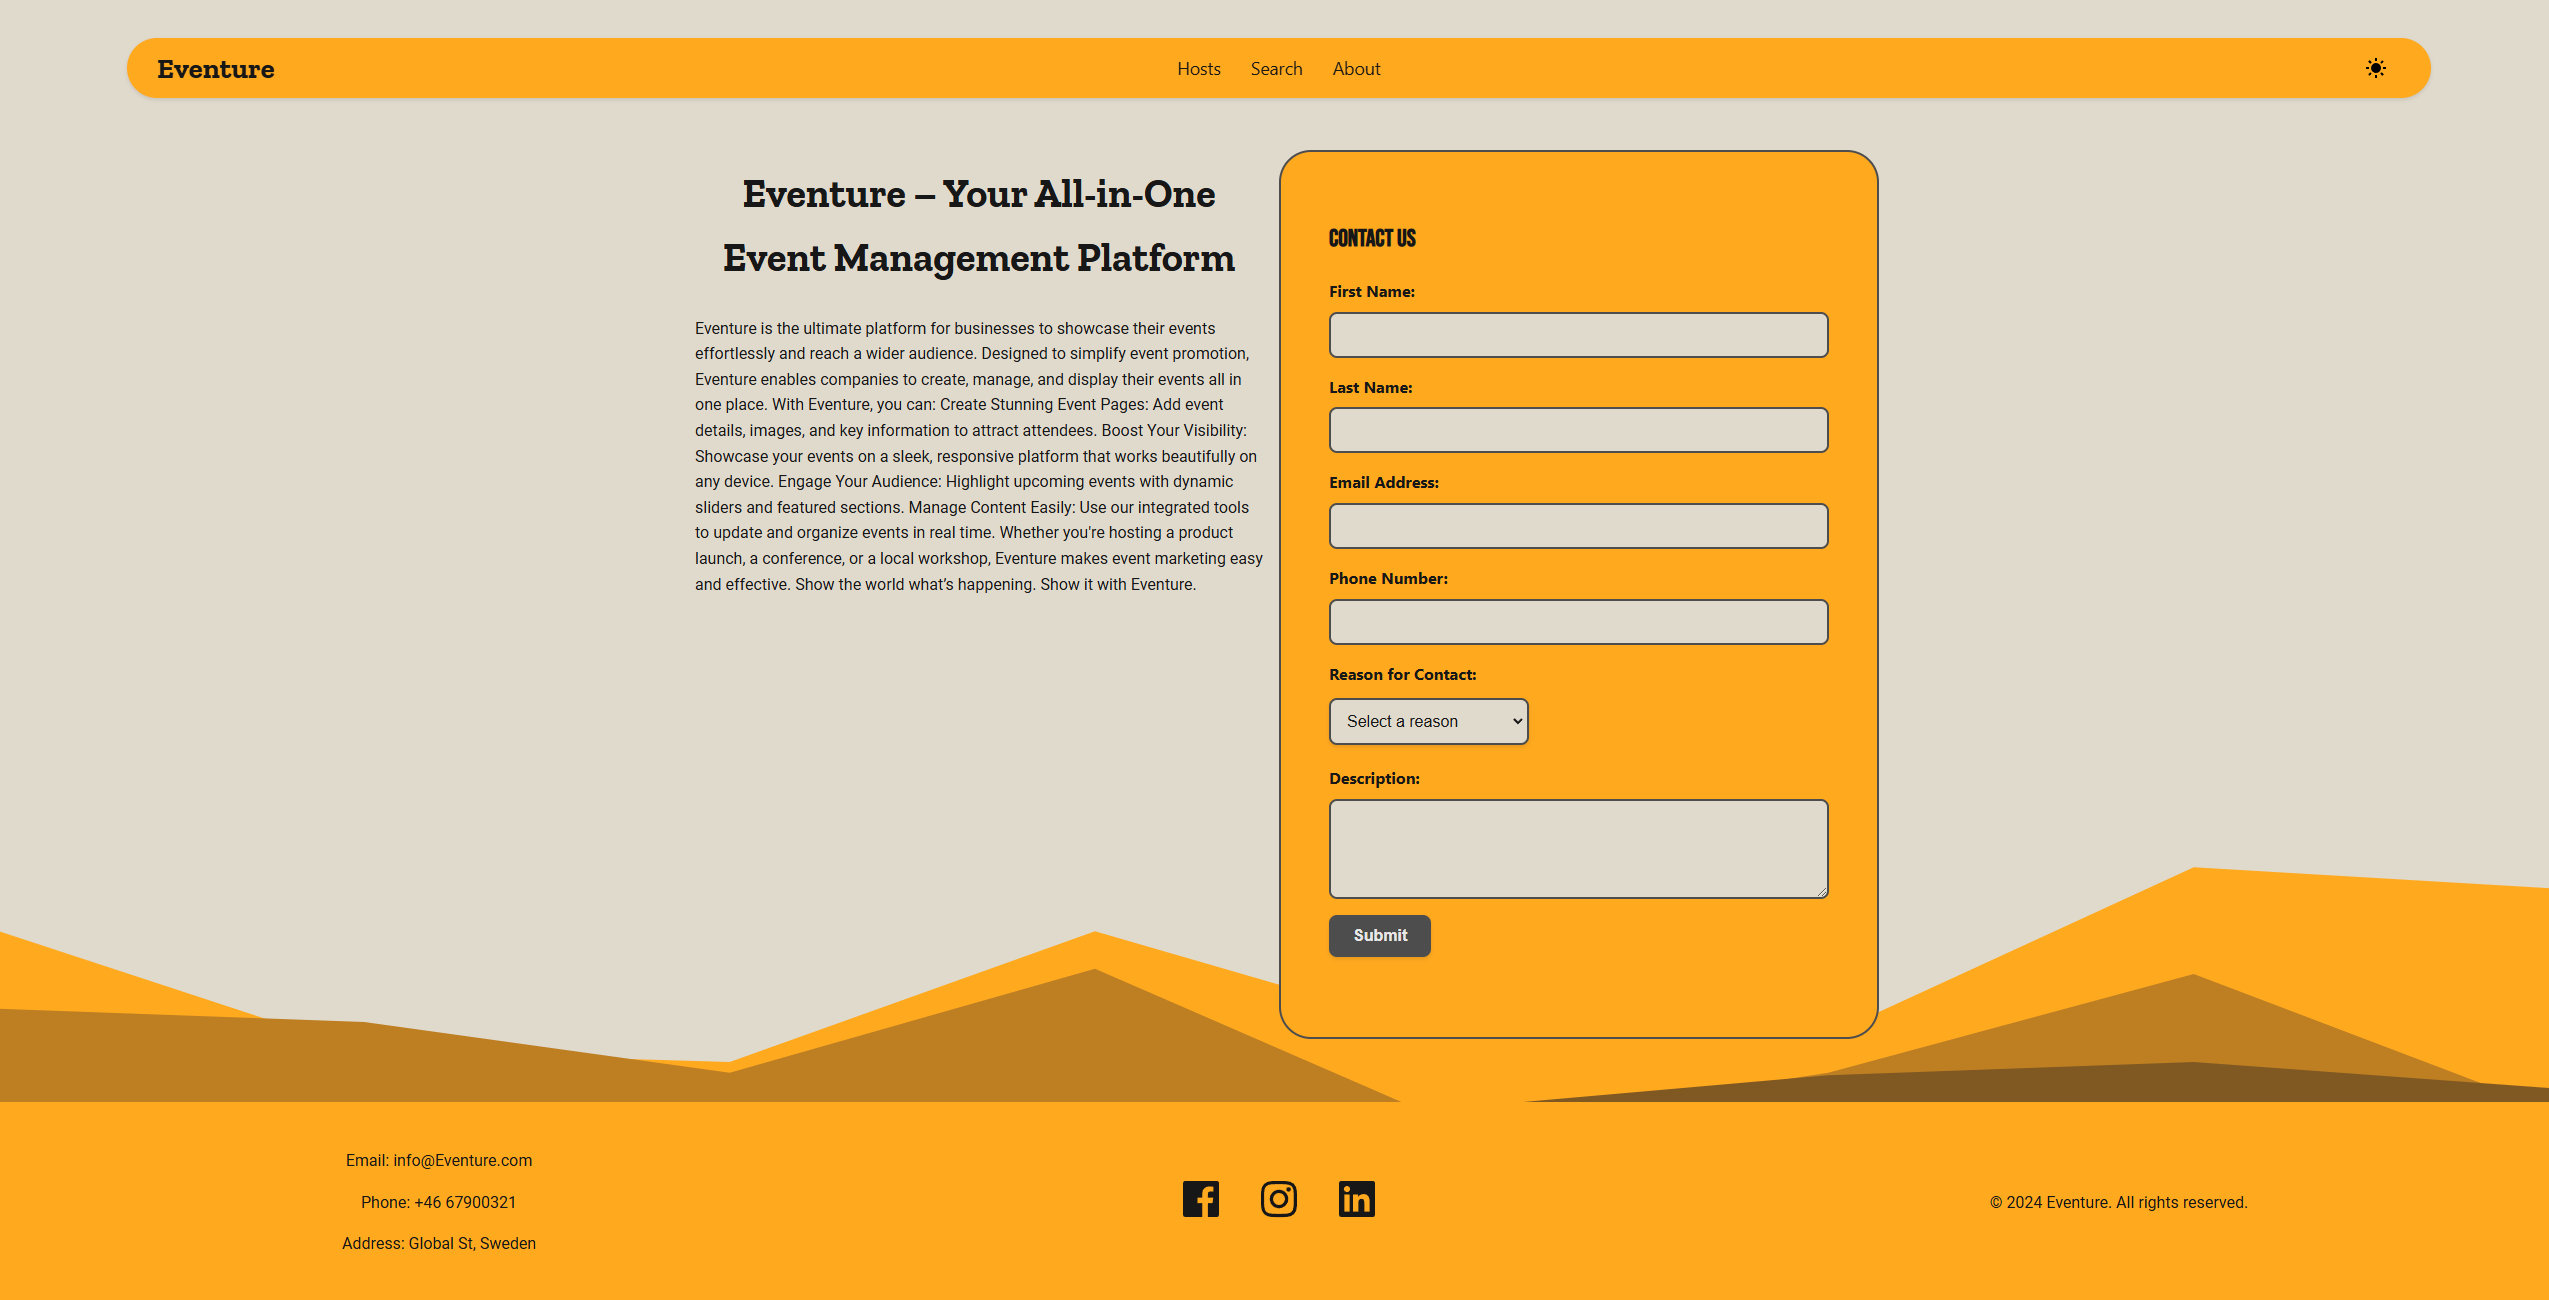 Eventure
Hosts
Search
About
Eventure – Your All-in-One
Event Management Platform
Eventure is the ultimate platform for businesses to showcase their events
effortlessly and reach a wider audience. Designed to simplify event promotion,
Eventure enables companies to create, manage, and display their events all in
one place. With Eventure, you can: Create Stunning Event Pages: Add event
details, images, and key information to attract attendees. Boost Your Visibility:
Showcase your events on a sleek, responsive platform that works beautifully on
any device. Engage Your Audience: Highlight upcoming events with dynamic
sliders and featured sections. Manage Content Easily: Use our integrated tools
to update and organize events in real time. Whether you're hosting a product
launch, a conference, or a local workshop, Eventure makes event marketing easy
and effective. Show the world what’s happening. Show it with Eventure.
CONTACT US
First Name:
Last Name:
Email Address:
Phone Number:
Reason for Contact:
Select a reason
Description:
Submit
Email: info@Eventure.com
Phone: +46 67900321
Address: Global St, Sweden
© 2024 Eventure. All rights reserved.